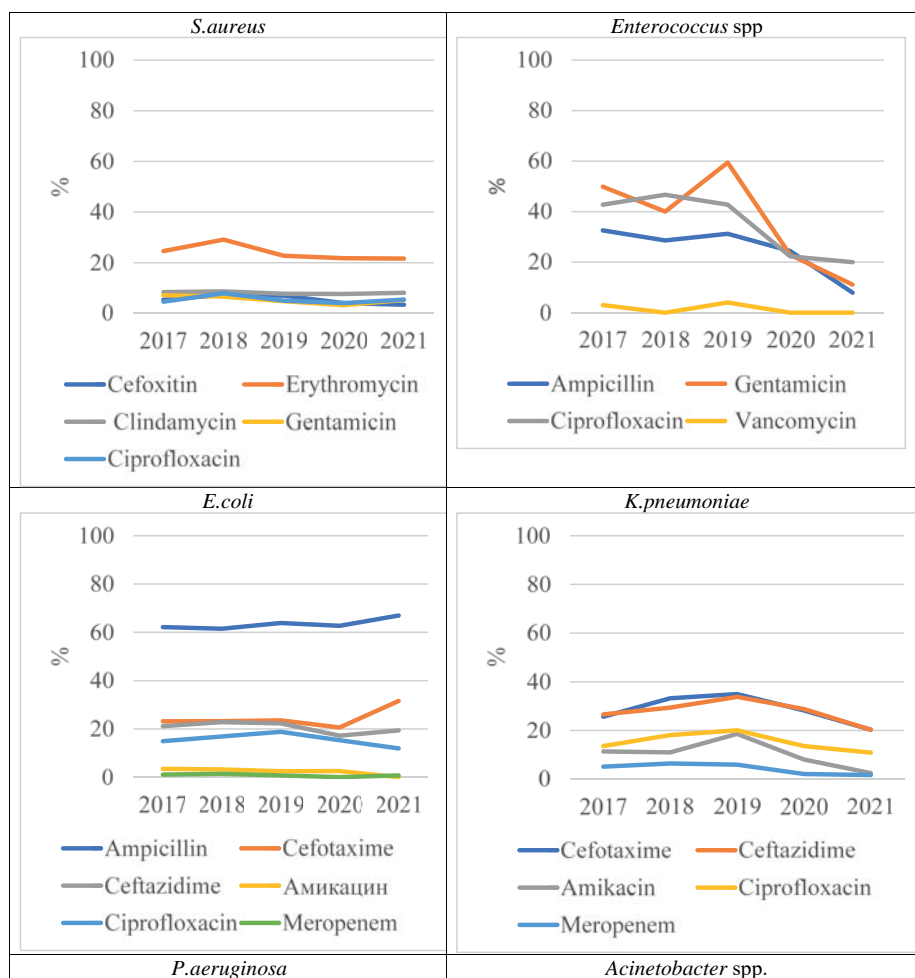 S.aureus
Enterococcus spp
100
80
60
40
20
0
%
2017 2018 2019 2020 2021
Cefoxitin Erythromycin
Clindamycin Gentamicin
Ciprofloxacin
100
80
60
40
20
0
%
2017 2018 2019 2020 2021
Ampicillin Gentamicin
Ciprofloxacin Vancomycin
E.coli
K.pneumoniae
100
80
60
40
20
0
%
2017 2018 2019 2020 2021
Ampicillin Cefotaxime
Ceftazidime Амикацин
Ciprofloxacin Meropenem
100
80
60
40
20
0
%
2017 2018 2019 2020 2021
Cefotaxime Ceftazidime
Amikacin Ciprofloxacin
Meropenem
P.aeruginosa
Acinetobacter spp.